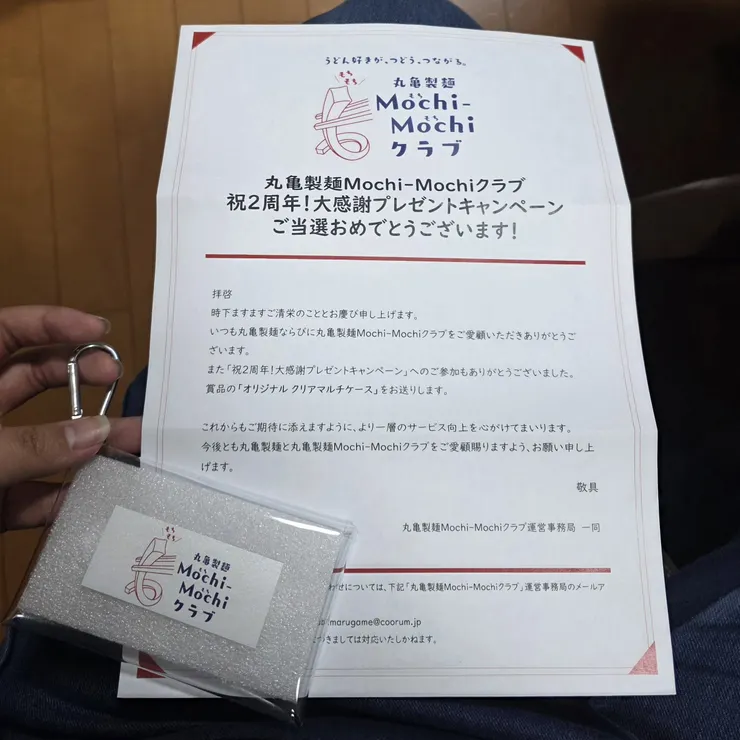 うどん好きが、つどう、つながる。
もちもち
丸亀製麺
もち
Mochi-
もち
Mochi
クラブ
丸亀製麺Mochi-Mochiクラブ
祝2周年!大感謝プレゼントキャンペーン
ご当選おめでとうございます!
拝啓
時下ますますご清栄のこととお慶び申し上げます。
いつも丸亀製麺ならびに丸亀製麺Mochi-Mochiクラブをご愛顧いただきありがとうご
ざいます。
また「祝2周年!大感謝プレゼントキャンペーン」へのご参加もありがとうございました。
賞品の「オリジナル クリアマルチケース」をお送りします。
これからもご期待に添えますように、より一層のサービス向上を心がけてまいります。
今後とも丸亀製麺と丸亀製麺Mochi-Mochiクラブをご愛顧賜りますよう、お願い申し上
げます。
敬具
丸亀製麺Mochi-Mochiクラブ運営事務局 一同
わせについては、下記「丸亀製麺Mochi-Mochiクラブ」運営事務局のメールア
marugame@coorum.jp
つきましては対応いたしかねます。
もちもち
丸亀製麺
もち
Mochi-
もち
Mochi
クラブ